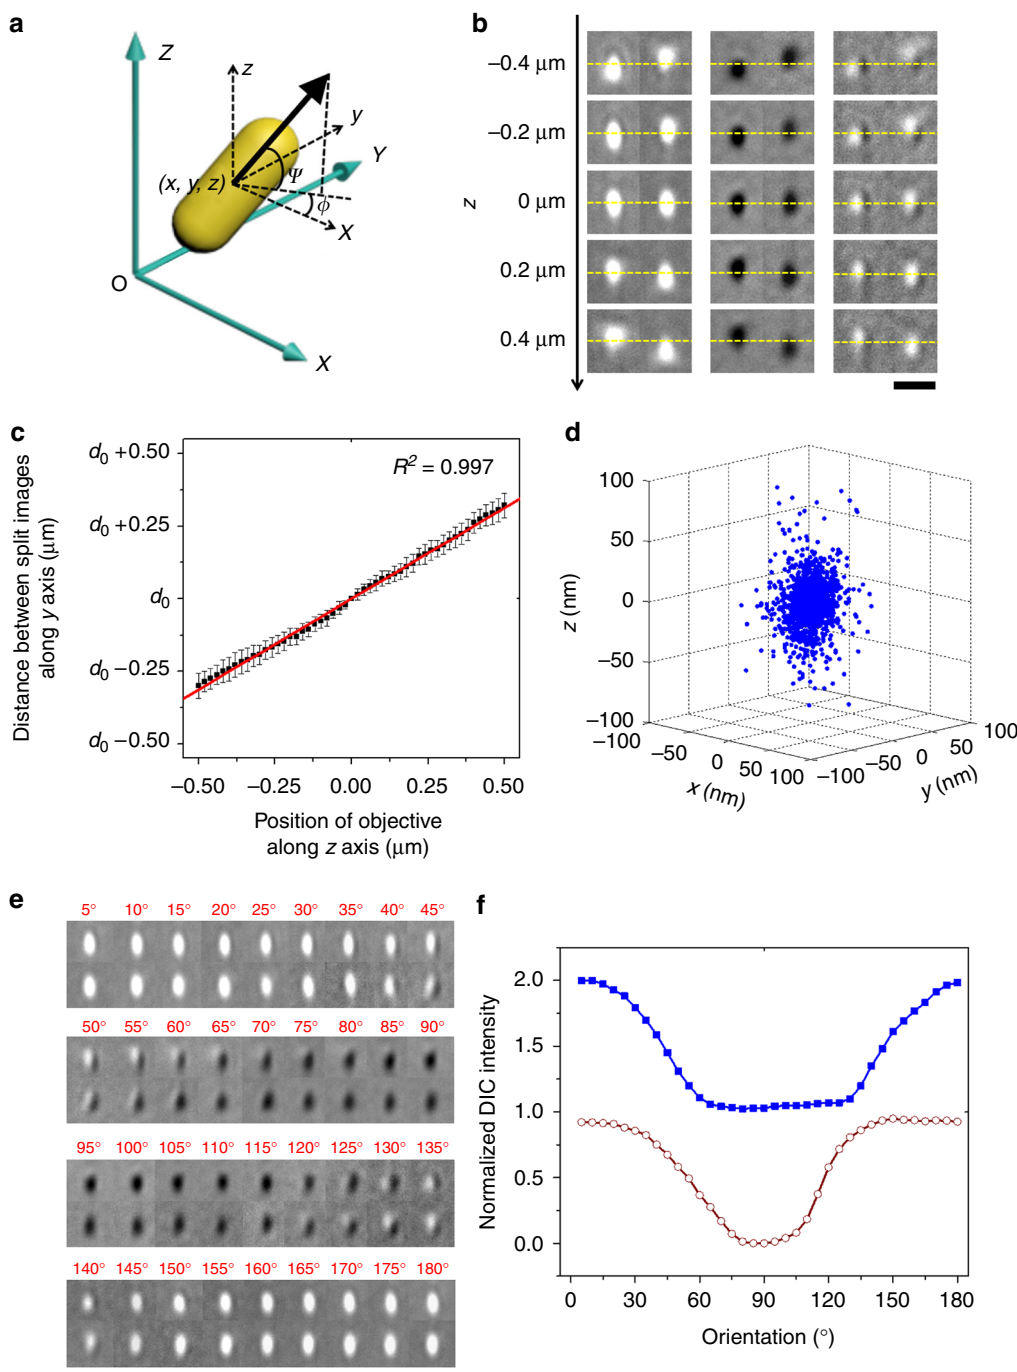 a
Z
z
y
Y
(x, y, z)
Ψ
ϕ
X
O
X
b
z
−0.4 μm
−0.2 μm
0 μm
0.2 μm
0.4 μm
c
Distance between split images
along y axis (μm)
d0 +0.50
d0 +0.25
d0
d0 −0.25
d0 −0.50
R² = 0.997
−0.50 −0.25 0.00 0.25 0.50
Position of objective
along z axis (μm)
d
z (nm)
100
50
0
−50
−100
−100 −50 0 50 100
x (nm)
−100 −50 0 50 100
y (nm)
e
5° 10° 15° 20° 25° 30° 35° 40° 45°
50° 55° 60° 65° 70° 75° 80° 85° 90°
95° 100° 105° 110° 115° 120° 125° 130° 135°
140° 145° 150° 155° 160° 165° 170° 175° 180°
f
Normalized DIC intensity
2.0
1.5
1.0
0.5
0.0
0 30 60 90 120 150 180
Orientation (°)